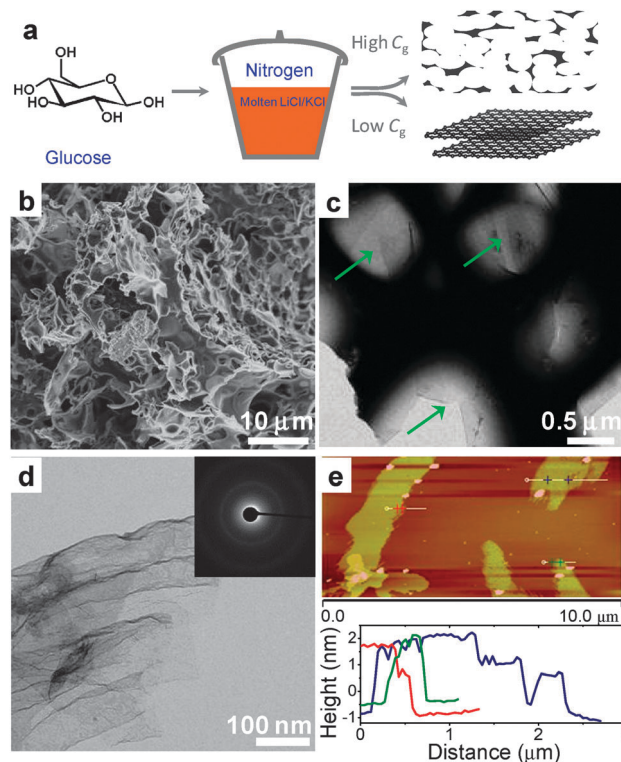 a
OH
HO
O
HO
OH
OH
Glucose
Nitrogen
Molten LiCl/KCl
High Cg
Low Cg
b
10 μm
c
0.5 μm
d
100 nm
e
0.0
10.0 μm
Height (nm)
2
1
0
-1
0
1
2
Distance (μm)